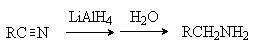 RC≡N LiAlH₄ H₂O RCH₂NH₂